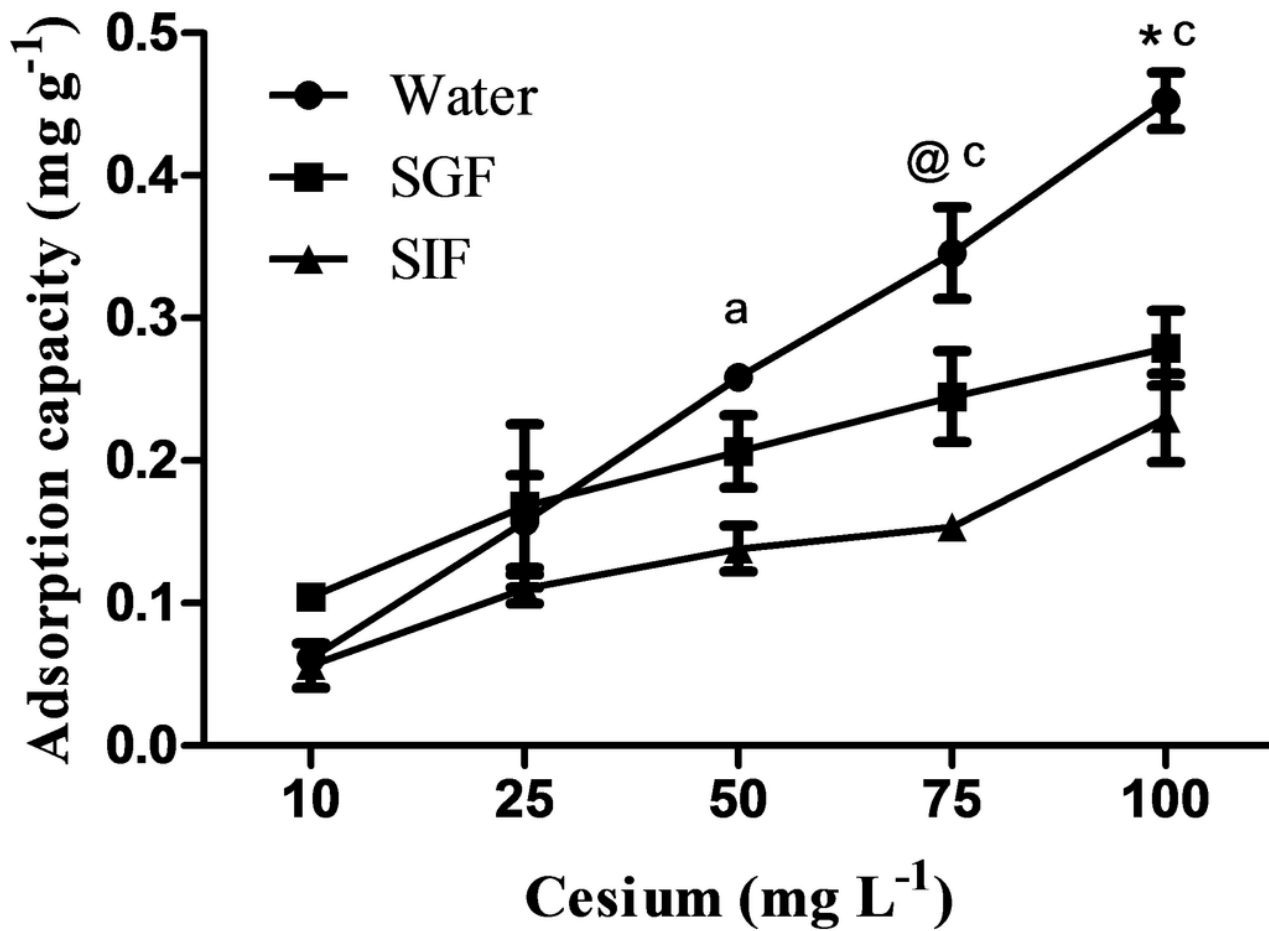 Adsorption capacity (mg g-1)
0.5
0.4
0.3
0.2
0.1
0.0
Water
SGF
SIF
a
@ c
* c
10 25 50 75 100
Cesium (mg L-1)